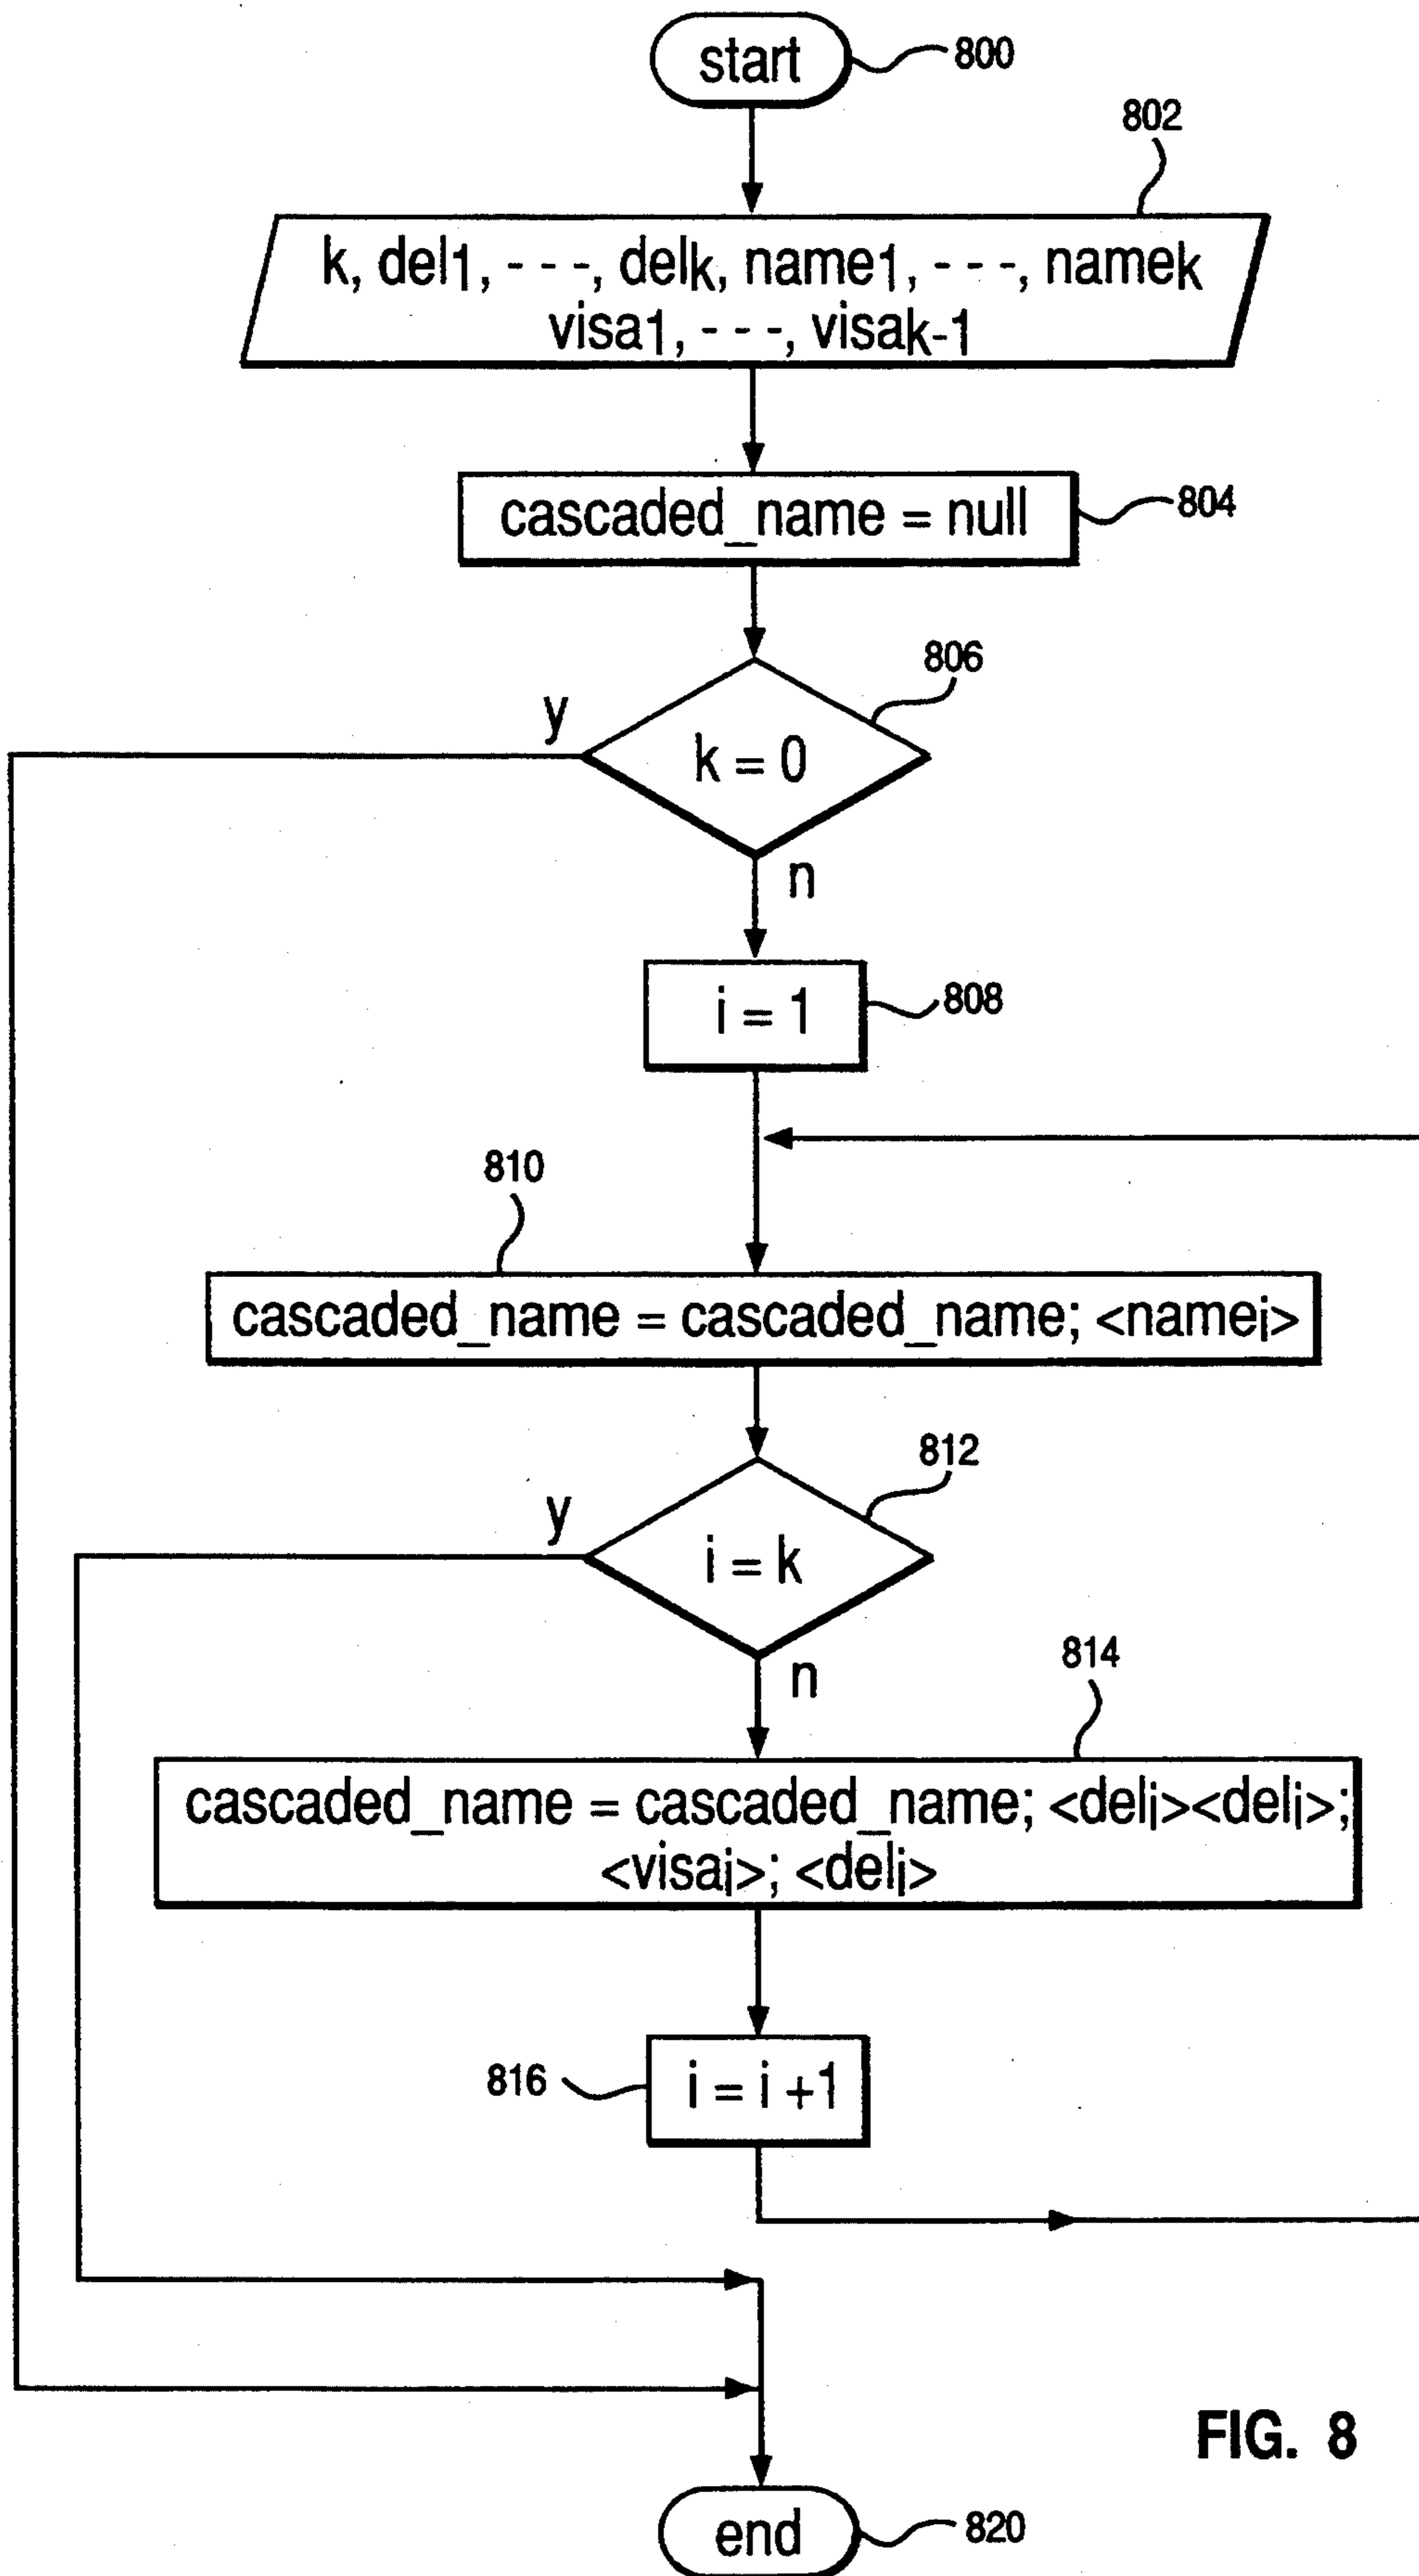 start
800
802
k, del1, - - -, delk, name1, - - -, namek
visa1, - - -, visak-1
cascaded_name = null
804
806
y
k = 0
n
i = 1
808
810
cascaded_name = cascaded_name; <namei>
812
y
i = k
n
814
cascaded_name = cascaded_name; <deli><deli>;
<visai>; <deli>
816
i = i +1
FIG. 8
end
820